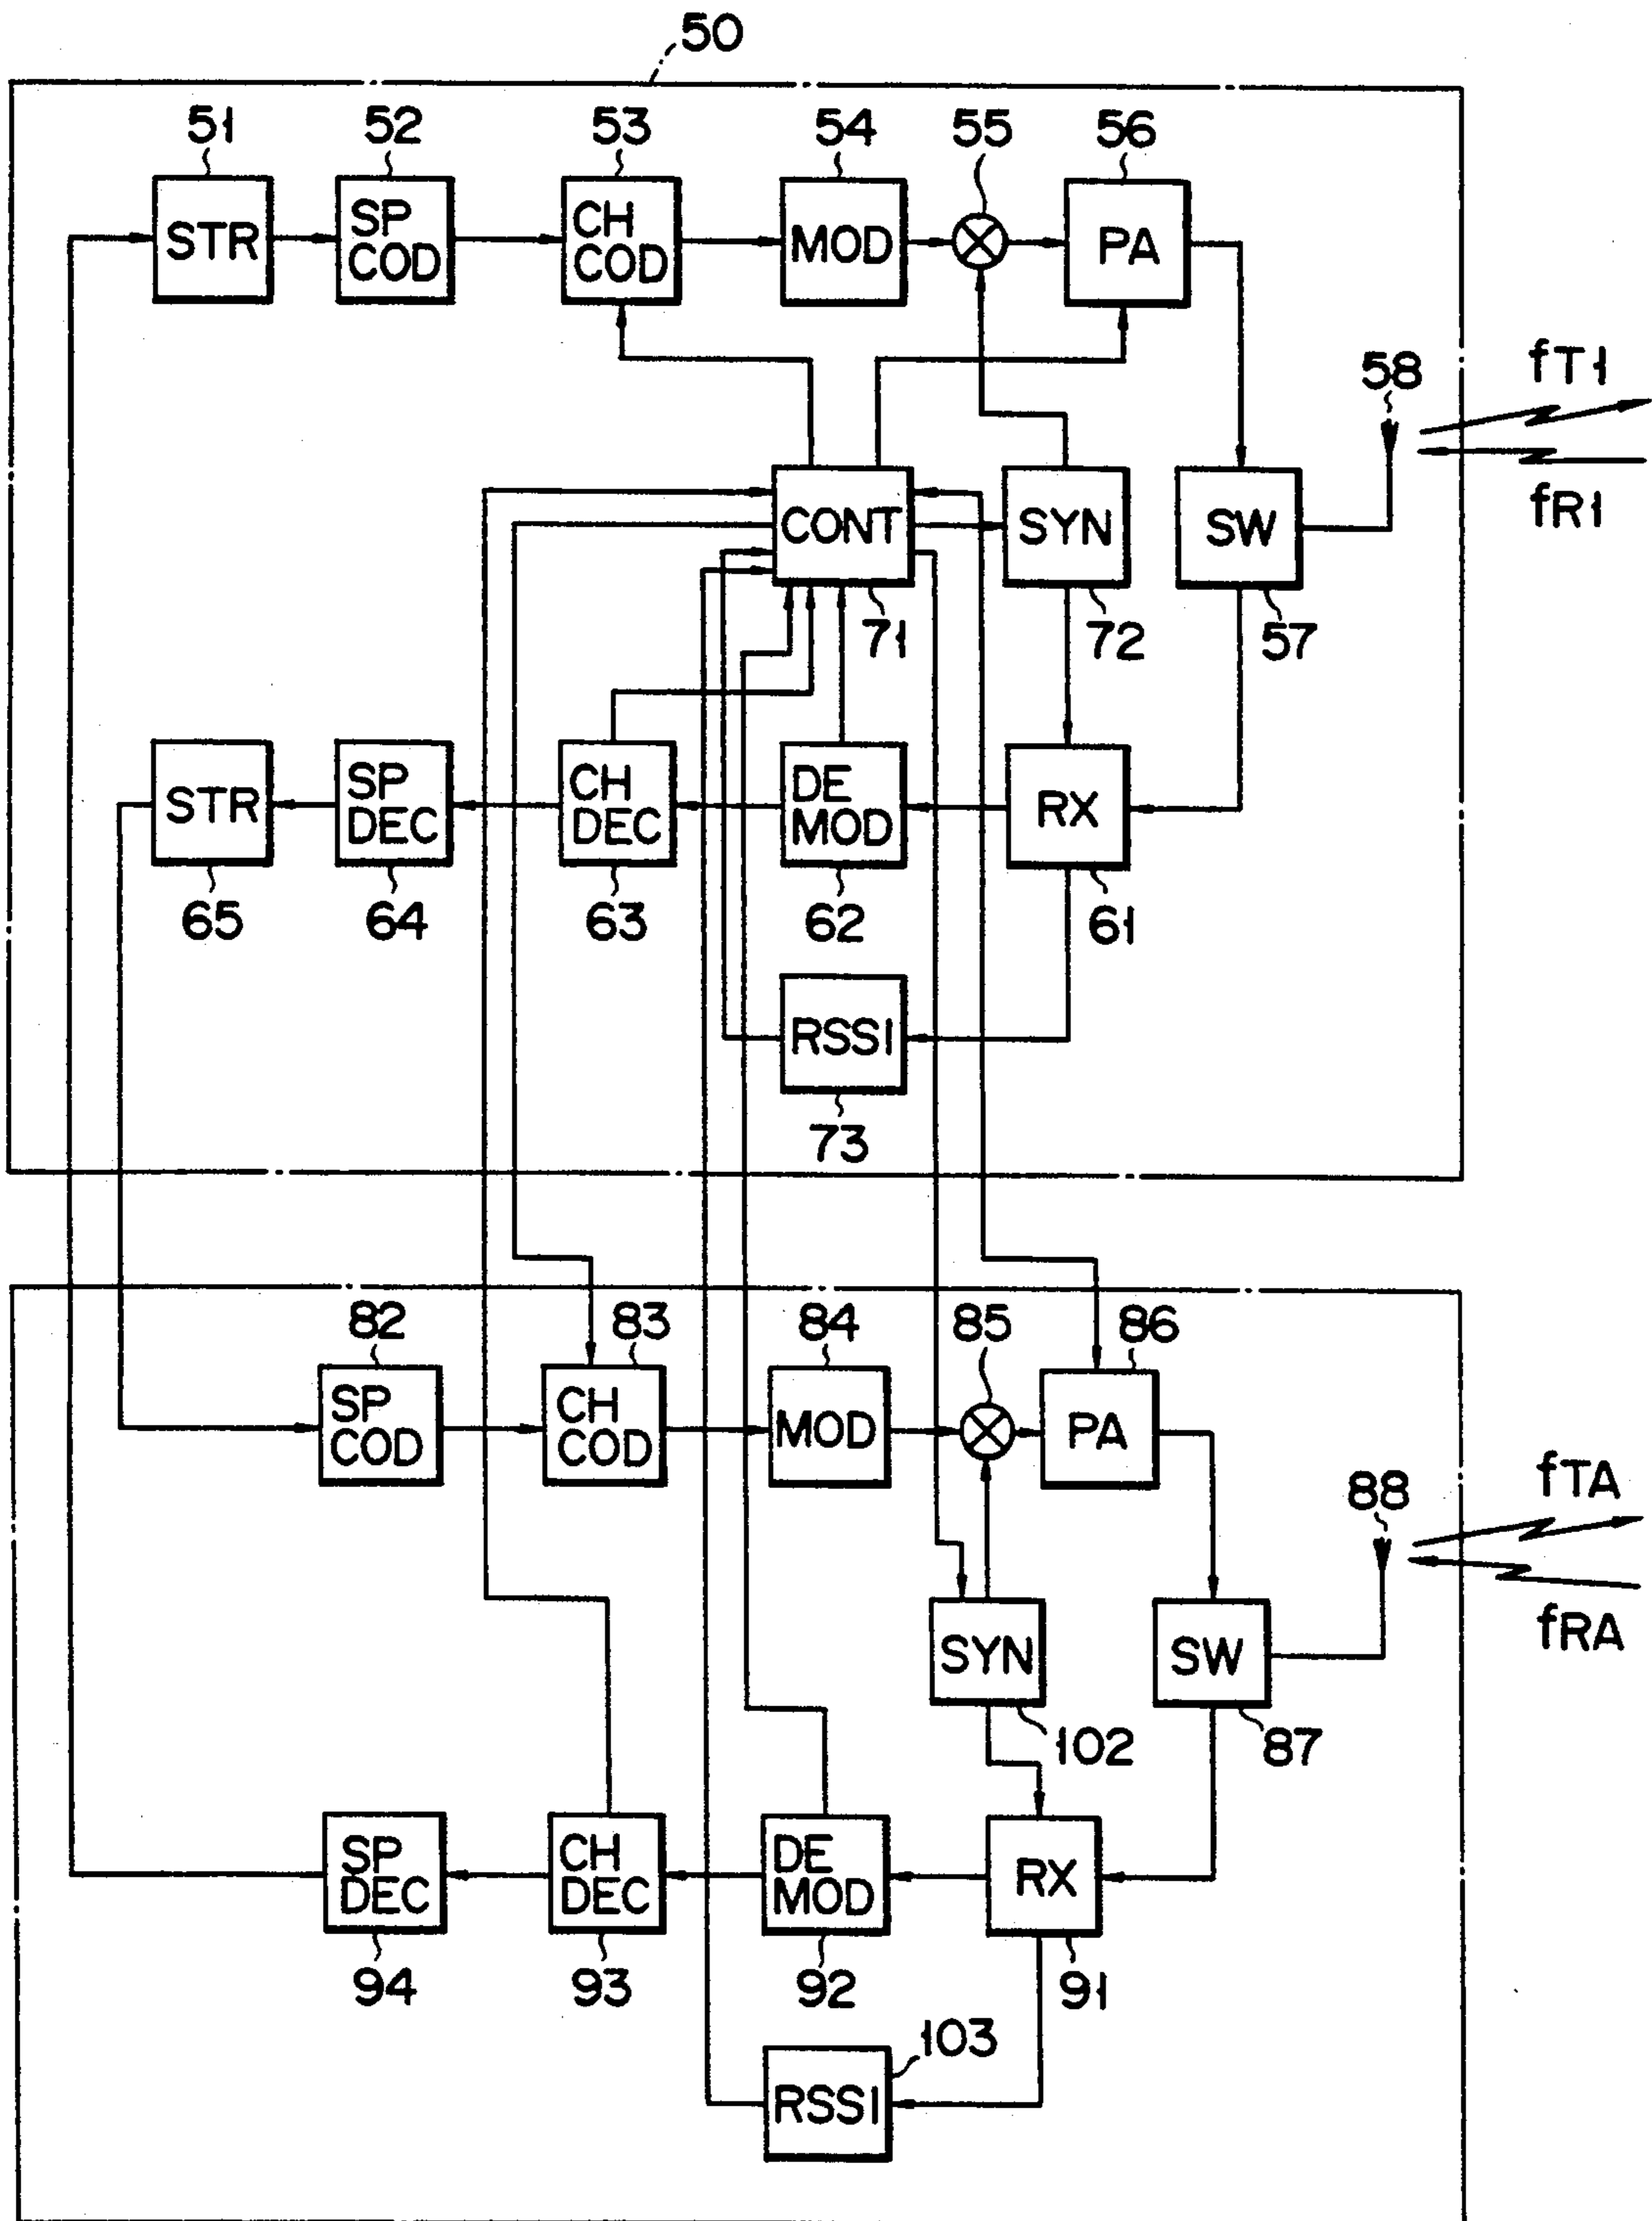 50
51 52 53 54 55 56
STR SP COD CH COD MOD PA
58 fT1
fR1
CONT SYN SW
71 72 57
STR SP DEC CH DEC DE MOD RX
65 64 63 62 61
RSSI
73
82 83 84 85 86
SP COD CH COD MOD PA
88 fTA
fRA
SYN SW
102 87
SP DEC CH DEC DE MOD RX
94 93 92 91
103
RSSI